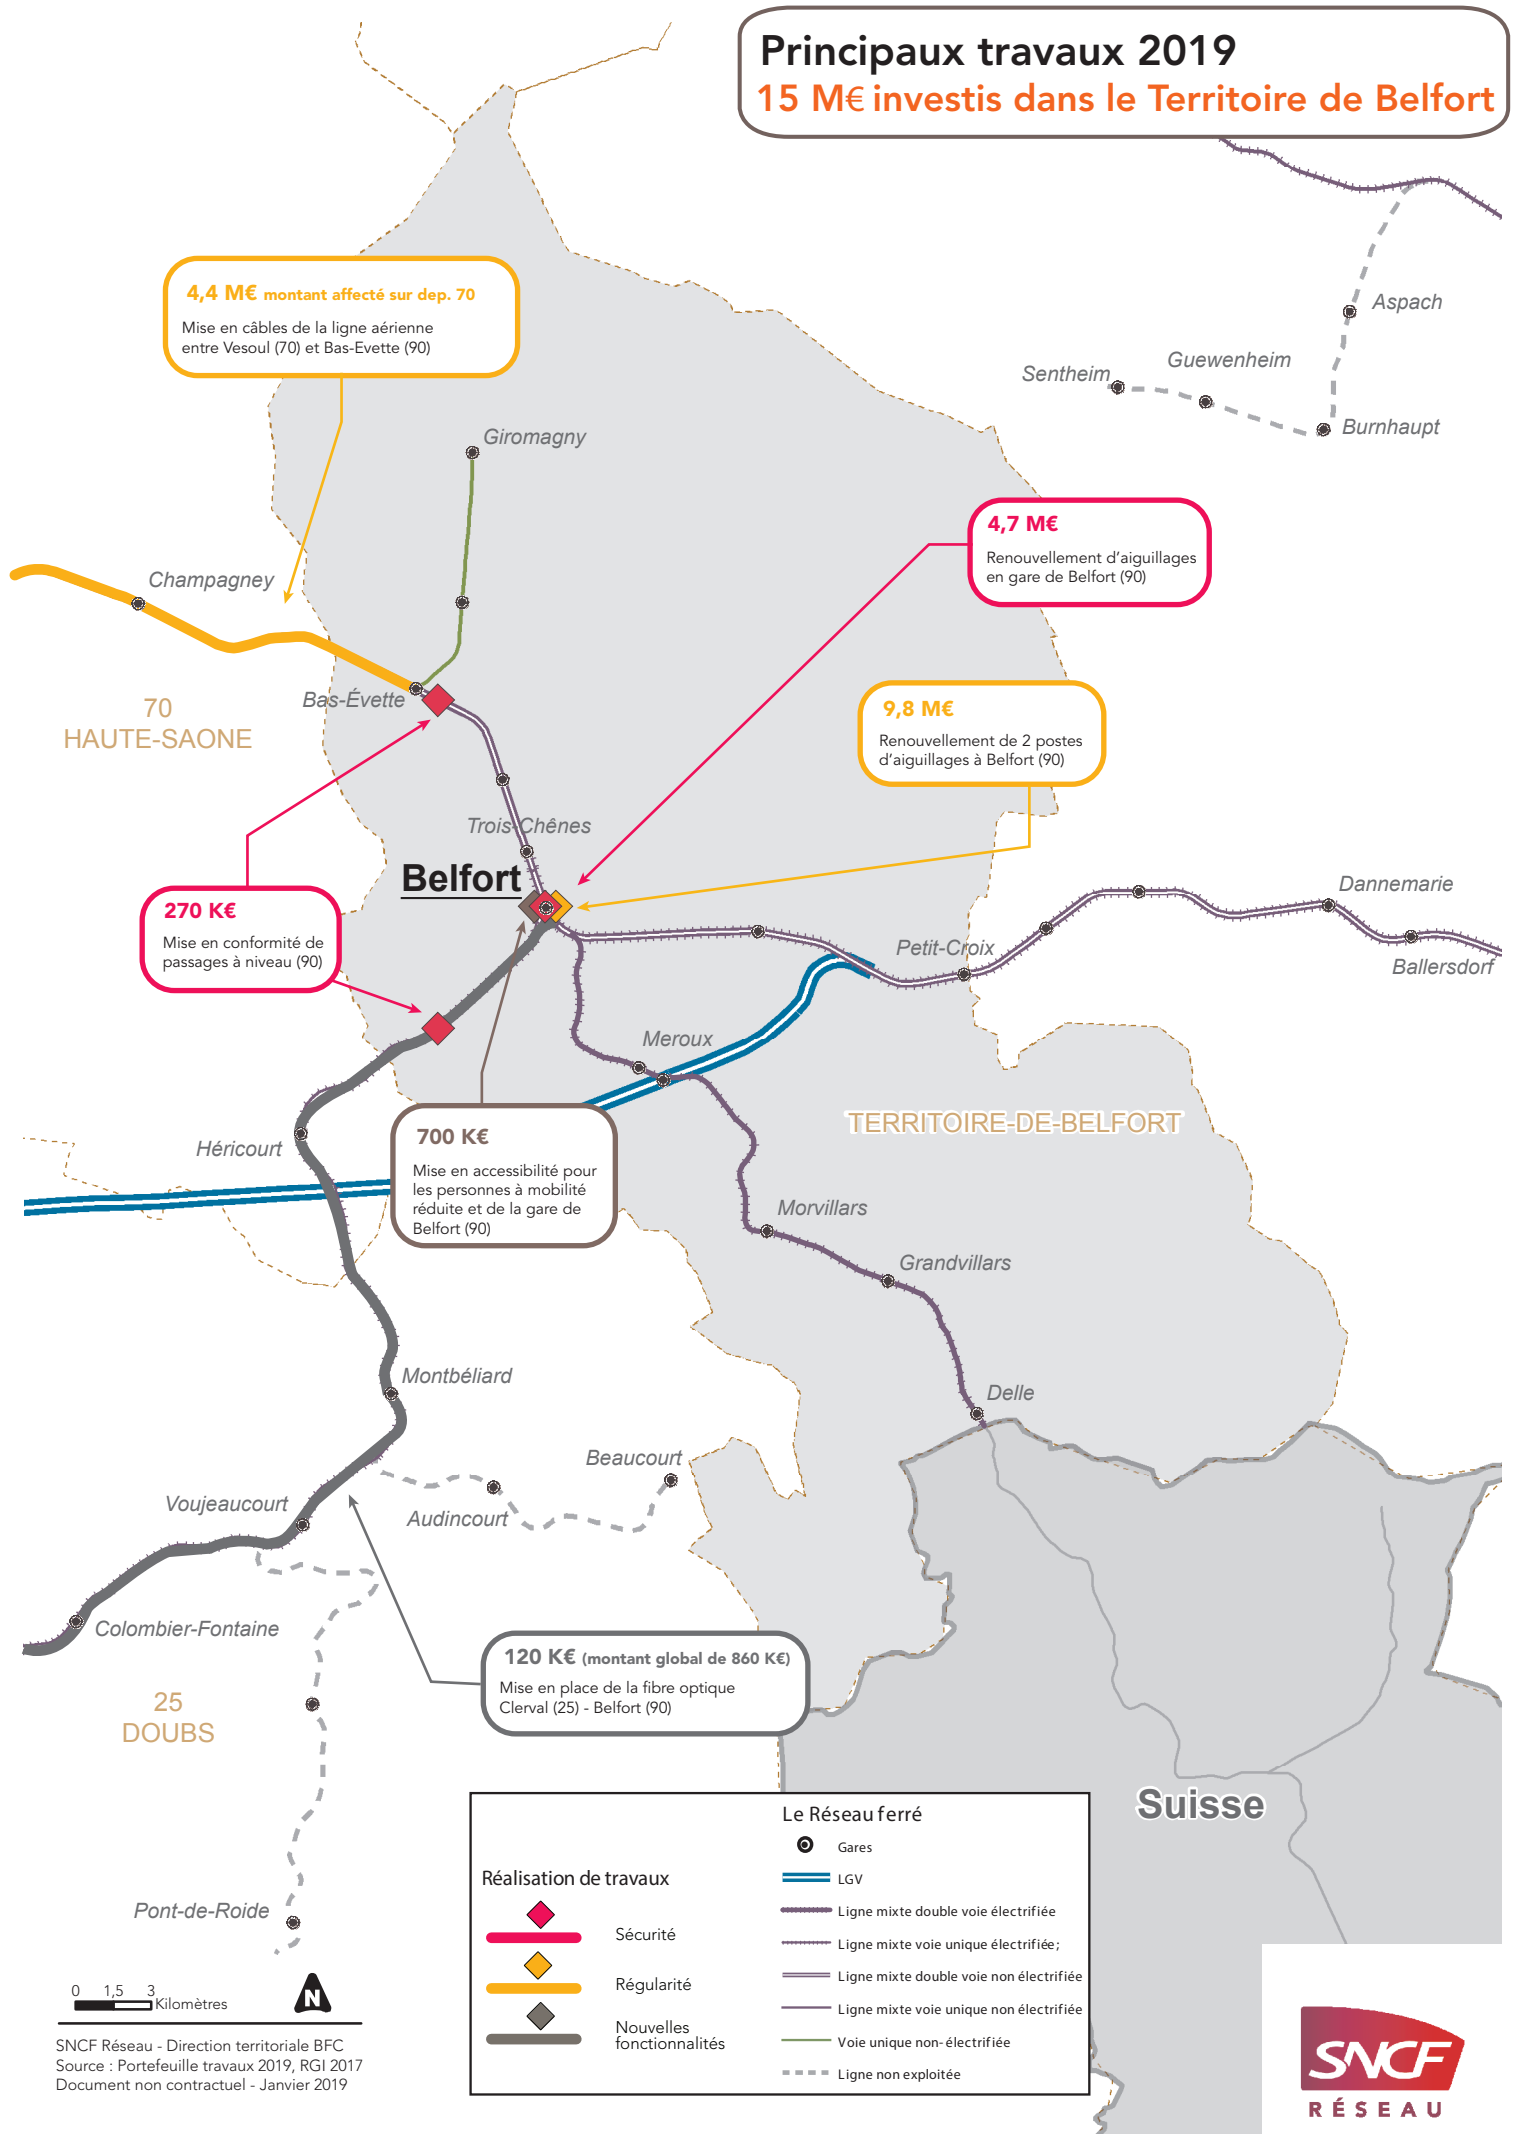 Principaux travaux 2019
15 M€ investis dans le Territoire de Belfort
4,4 M€ montant affecté sur dep. 70
Mise en câbles de la ligne aérienne
entre Vesoul (70) et Bas-Evette (90)
Aspach
Guewenheim
Sentheim
Burnhaupt
Giromagny
4,7 M€
Renouvellement d'aiguillages
en gare de Belfort (90)
Champagney
Bas-Évette
70
HAUTE-SAONE
9,8 M€
Renouvellement de 2 postes
d'aiguillages à Belfort (90)
Trois-Chênes
Belfort
Dannemarie
270 K€
Mise en conformité de
passages à niveau (90)
Petit-Croix
Ballersdorf
Meroux
TERRITOIRE-DE-BELFORT
700 K€
Mise en accessibilité pour
les personnes à mobilité
réduite et de la gare de
Belfort (90)
Héricourt
Morvillars
Grandvillars
Montbéliard
Delle
Beaucourt
Voujeaucourt
Audincourt
Colombier-Fontaine
120 K€ (montant global de 860 K€)
Mise en place de la fibre optique
Clerval (25) - Belfort (90)
25
DOUBS
Suisse
Pont-de-Roide
Réalisation de travaux
Sécurité
Régularité
Nouvelles
fonctionnalités
Le Réseau ferré
Gares
LGV
Ligne mixte double voie électrifiée
Ligne mixte voie unique électrifiée;
Ligne mixte double voie non électrifiée
Ligne mixte voie unique non électrifiée
Voie unique non-électrifiée
Ligne non exploitée
0 1,5 3
Kilomètres
N
SNCF Réseau - Direction territoriale BFC
Source : Portefeuille travaux 2019, RGI 2017
Document non contractuel - Janvier 2019
SNCF
RÉSEAU